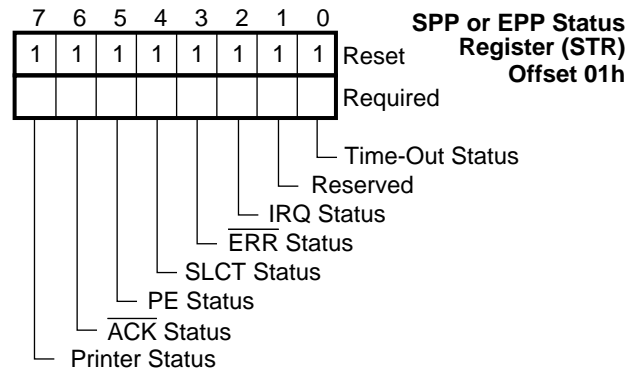 7 6 5 4 3 2 1 0
SPP or EPP Status
Register (STR)
Offset 01h
1 1 1 1 1 1 1 1 Reset
Required
Time-Out Status
Reserved
IRQ Status
E̅R̅R̅ Status
SLCT Status
PE Status
A̅C̅K̅ Status
Printer Status